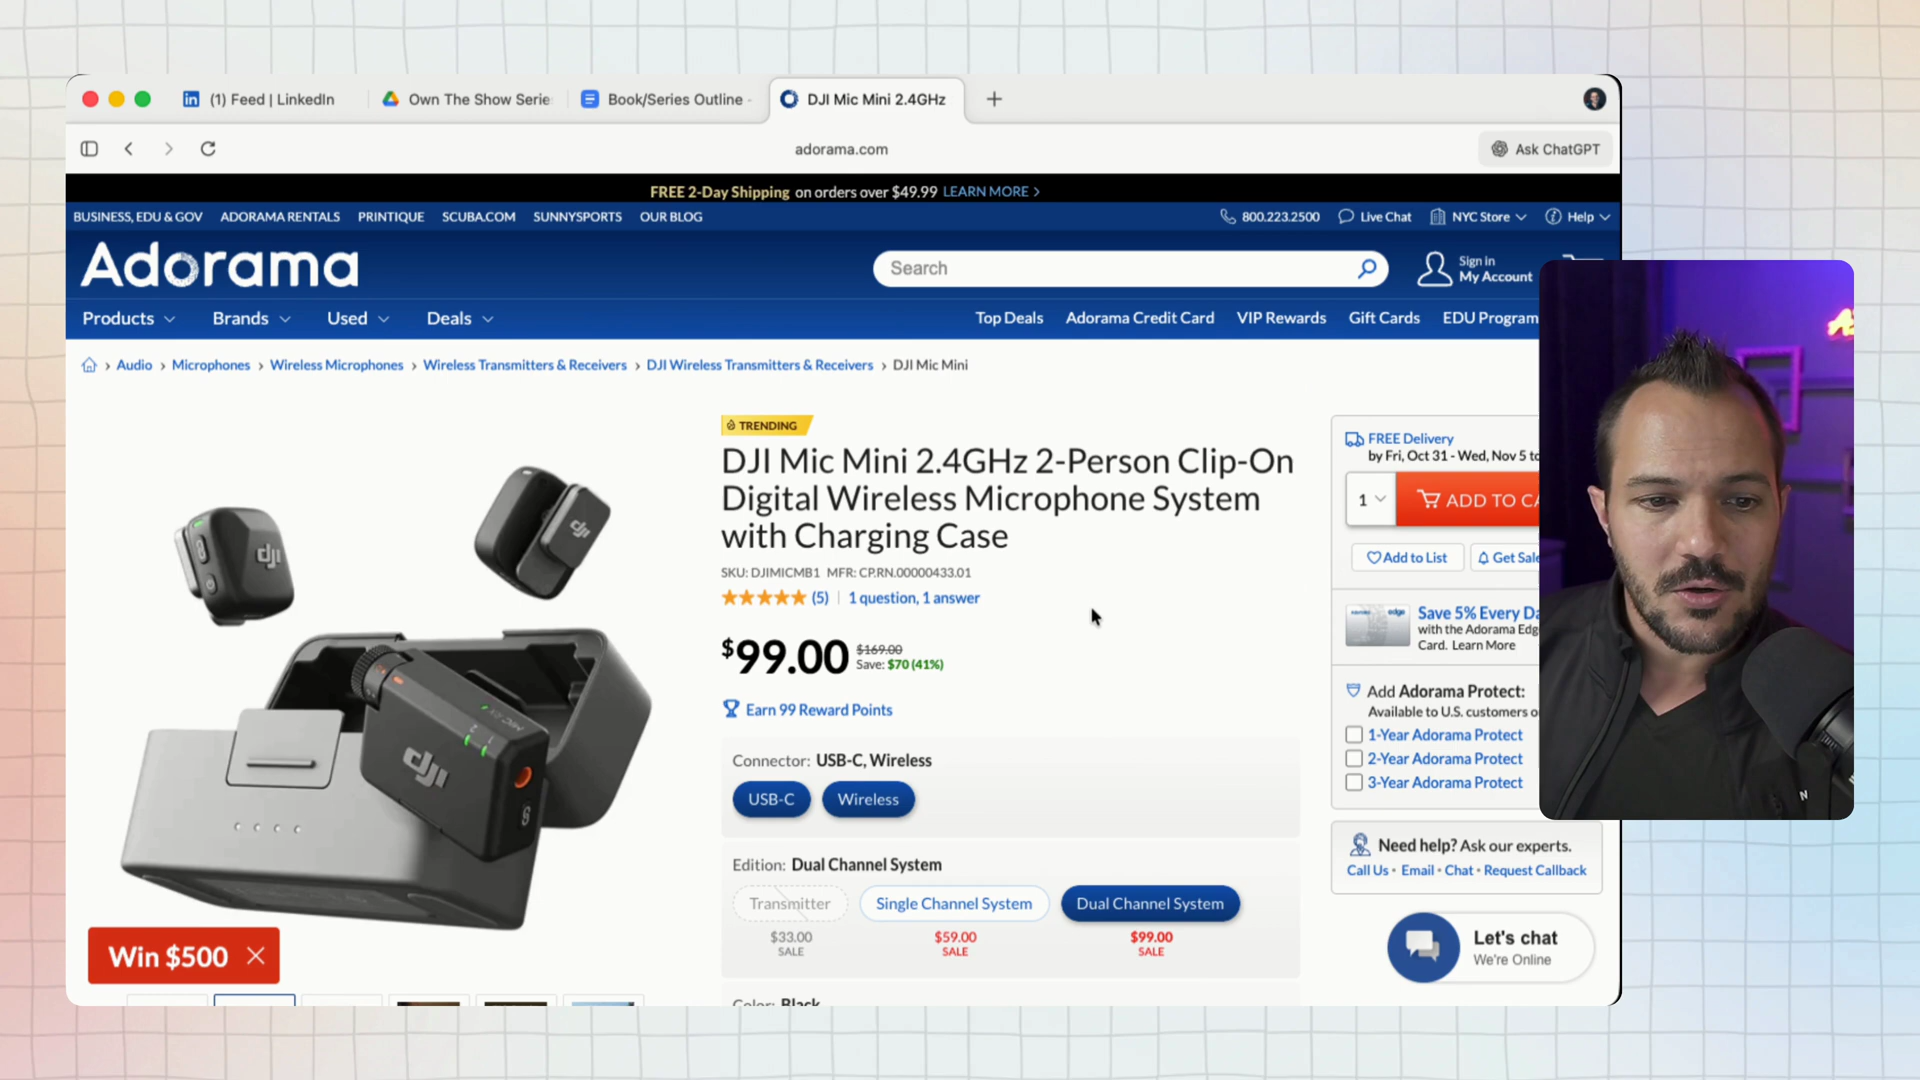 (1) Feed | LinkedIn
Own The Show Serie
Book/Series Outline -
DJI Mic Mini 2.4GHz
adorama.com
Ask ChatGPT
FREE 2-Day Shipping on orders over $49.99 LEARN MORE >
BUSINESS, EDU & GOV ADORAMA RENTALS PRINTIQUE SCUBA.COM SUNNYSPORTS OUR BLOG
800.223.2500 Live Chat NYC Store Help
Adorama
Search
Sign in
My Account
Products Brands Used Deals
Top Deals Adorama Credit Card VIP Rewards Gift Cards EDU Program
> Audio > Microphones > Wireless Microphones > Wireless Transmitters & Receivers > DJI Wireless Transmitters & Receivers > DJI Mic Mini
TRENDING
DJI Mic Mini 2.4GHz 2-Person Clip-On
Digital Wireless Microphone System
with Charging Case
SKU: DJIMICMB1 MFR: CP.RN.00000433.01
(5) | 1 question, 1 answer
$99.00
$169.00
Save: $70 (41%)
Earn 99 Reward Points
Connector: USB-C, Wireless
USB-C
Wireless
Edition: Dual Channel System
Transmitter
Single Channel System
Dual Channel System
$33.00
SALE
$59.00
SALE
$99.00
SALE
Color: Black
dji
dji
dji
dji
Win $500
FREE Delivery
by Fri, Oct 31 - Wed, Nov 5 to
1
ADD TO CA
Add to List
Get Sale
Save 5% Every Da
with the Adorama Edg
Card. Learn More
Add Adorama Protect:
Available to U.S. customers o
1-Year Adorama Protect
2-Year Adorama Protect
3-Year Adorama Protect
Need help? Ask our experts.
Call Us • Email • Chat • Request Callback
Let's chat
We're Online